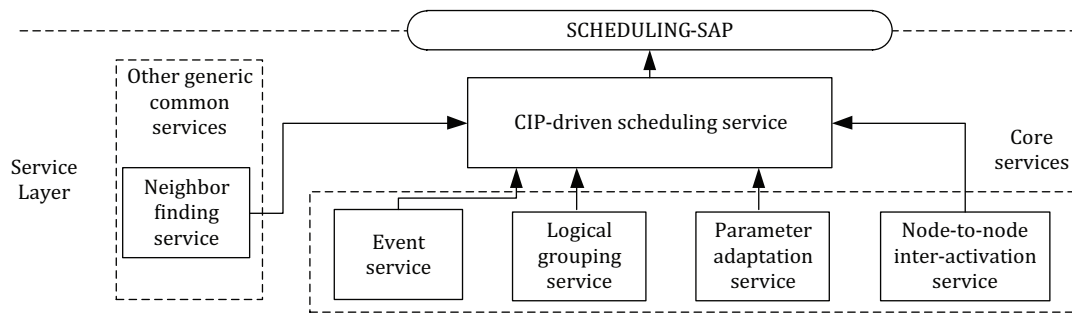 SCHEDULING-SAP
Other generic
common
services
CIP-driven scheduling service
Core
services
Service
Layer
Neighbor
finding
service
Event
service
Logical
grouping
service
Parameter
adaptation
service
Node-to-node
inter-activation
service